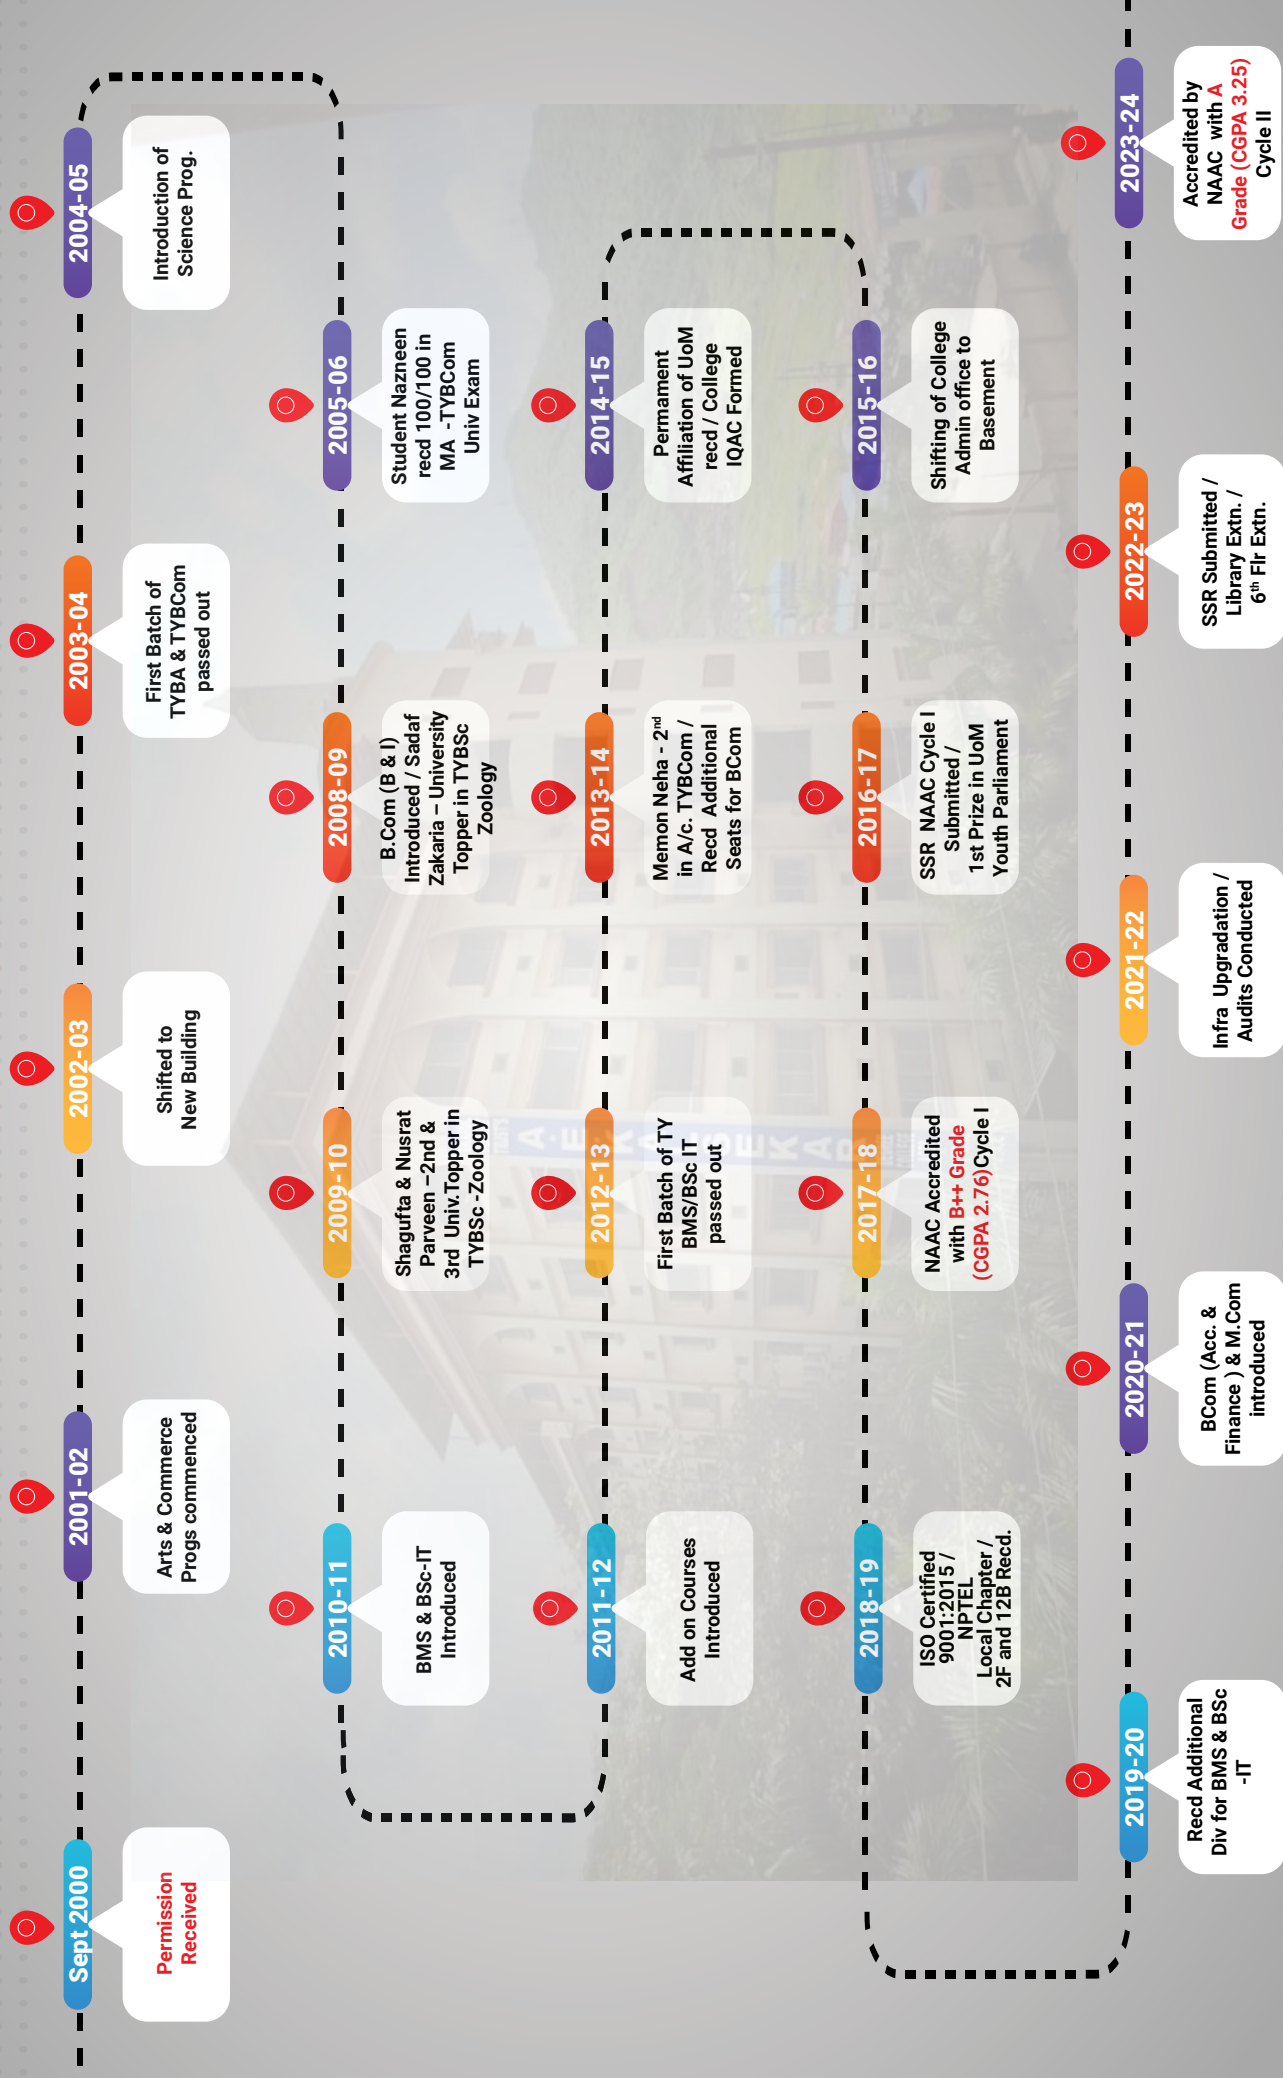 Sept 2000
Permission
Received
2001-02
Arts & Commerce
Progs commenced
2002-03
Shifted to
New Building
2003-04
First Batch of
TYBA & TYBCom
passed out
2004-05
Introduction of
Science Prog.
2005-06
Student Nazneen
recd 100/100 in
MA -TYBCom
Univ Exam
2008-09
B.Com (B & I)
Introduced / Sadaf
Zakaria – University
Topper in TYBSc
Zoology
2009-10
Shagufta & Nusrat
Parveen –2nd &
3rd Univ.Topper in
TYBSc -Zoology
2010-11
BMS & BSc-IT
Introduced
2011-12
Add on Courses
Introduced
2012-13
First Batch of TY
BMS/BSc IT
passed out
2013-14
Memon Neha - 2nd
in A/c. TYBCom /
Recd Additional
Seats for BCom
2014-15
Permament
Affiliation of UoM
recd / College
IQAC Formed
2015-16
Shifting of College
Admin office to
Basement
2016-17
SSR NAAC Cycle I
Submitted /
1st Prize in UoM
Youth Parliament
2017-18
NAAC Accredited
with B++ Grade
(CGPA 2.76)Cycle I
2018-19
ISO Certified
9001:2015 /
NPTEL
Local Chapter /
2F and 12B Recd.
2019-20
Recd Additional
Div for BMS & BSc
-IT
2020-21
BCom (Acc. &
Finance ) & M.Com
introduced
2021-22
Infra Upgradation /
Audits Conducted
2022-23
SSR Submitted /
Library Extn. /
6th Flr Extn.
2023-24
Accredited by
NAAC with A
Grade (CGPA 3.25)
Cycle II
A.E. KALSEKAR